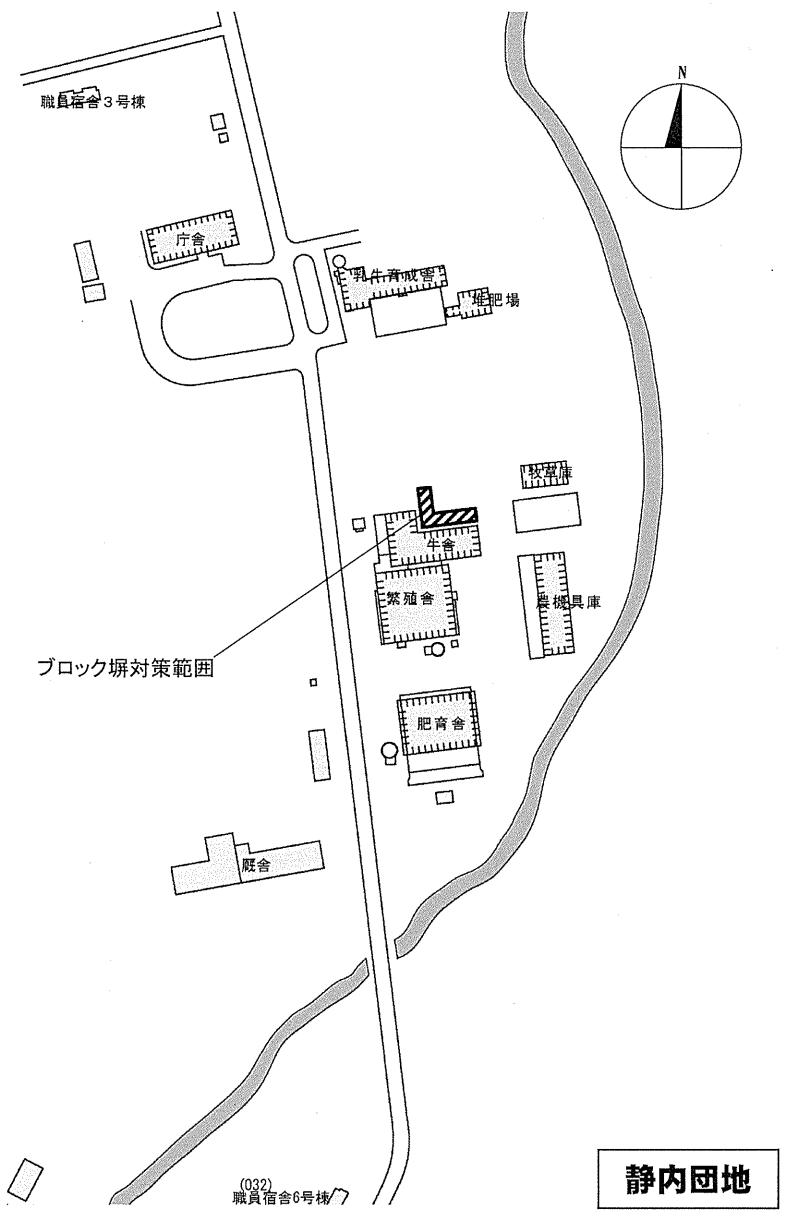 N
職員宿舎3号棟
庁舎
乳牛育成舎
堆肥場
牧草庫
牛舎
繁殖舎
農機具庫
ブロック塀対策範囲
肥育舎
厩舎
(032)
職員宿舎6号棟
静内団地